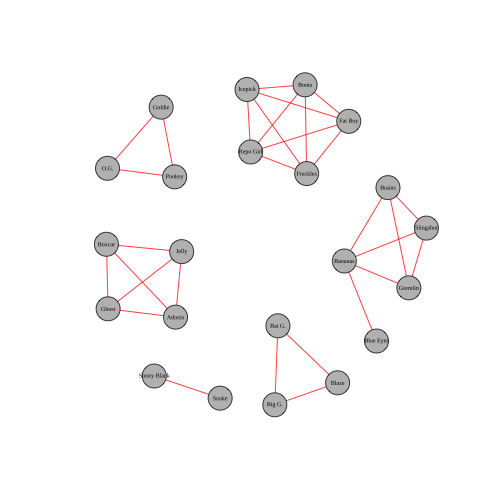 Icepick
Bonts
Goldie
Fat Boy
Repo Girl
O.G.
Pookey
Freckles
Brains
Slingshot
Boxcar
Jelly
Bananas
Gremlin
Ghost
Adonis
Bat G.
Blue Eyes
Sonny Black
Blaze
Snake
Big G.